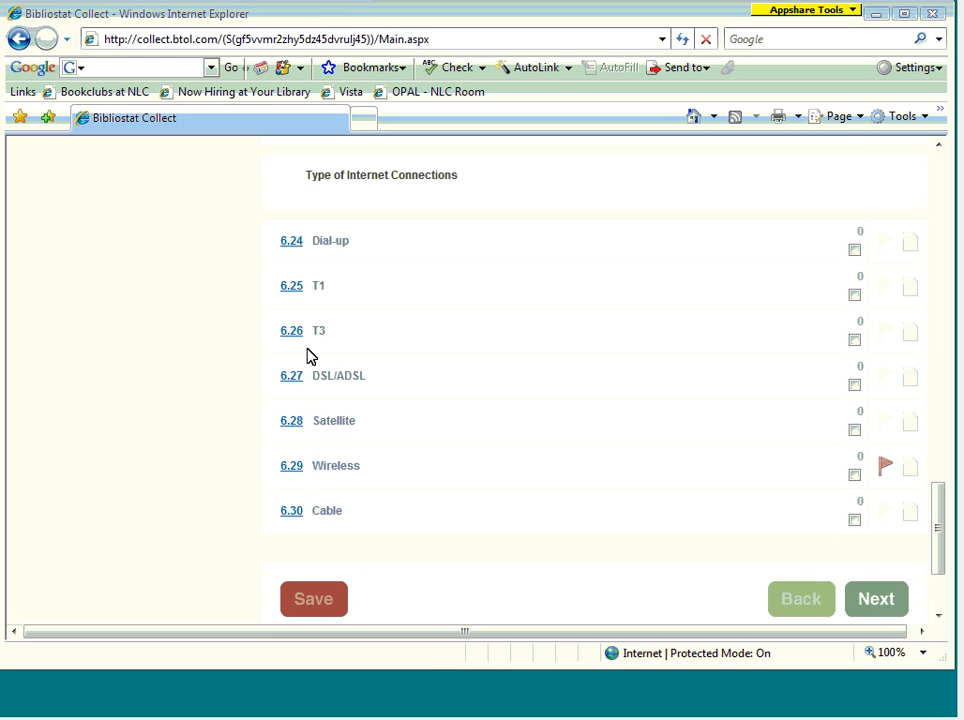 Bibliostat Collect - Windows Internet Explorer
Appshare Tools
http://collect.btol.com/(S(gf5vvmr2zhy5dz45dvrulj45))/Main.aspx
Google
Google G Go Bookmarks Check AutoLink AutoFill Send to Settings
Links Bookclubs at NLC Now Hiring at Your Library Vista OPAL - NLC Room
Bibliostat Collect
Page Tools
Type of Internet Connections
0
6.24 Dial-up
0
6.25 T1
0
6.26 T3
0
6.27 DSL/ADSL
0
6.28 Satellite
0
6.29 Wireless
0
6.30 Cable
Save Back Next
Internet | Protected Mode: On 100%